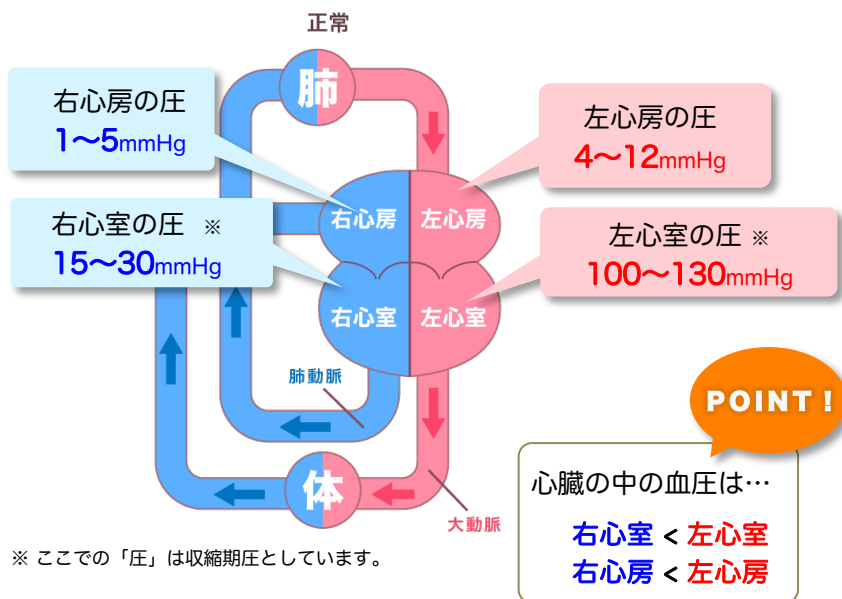 正常
肺
右心房の圧
1〜5mmHg
左心房の圧
4〜12mmHg
右心室の圧 ※
15〜30mmHg
左心室の圧 ※
100〜130mmHg
右心房
左心房
右心室
左心室
肺動脈
体
大動脈
POINT!
心臓の中の血圧は…
右心室 < 左心室
右心房 < 左心房
※ ここでの「圧」は収縮期圧としています。